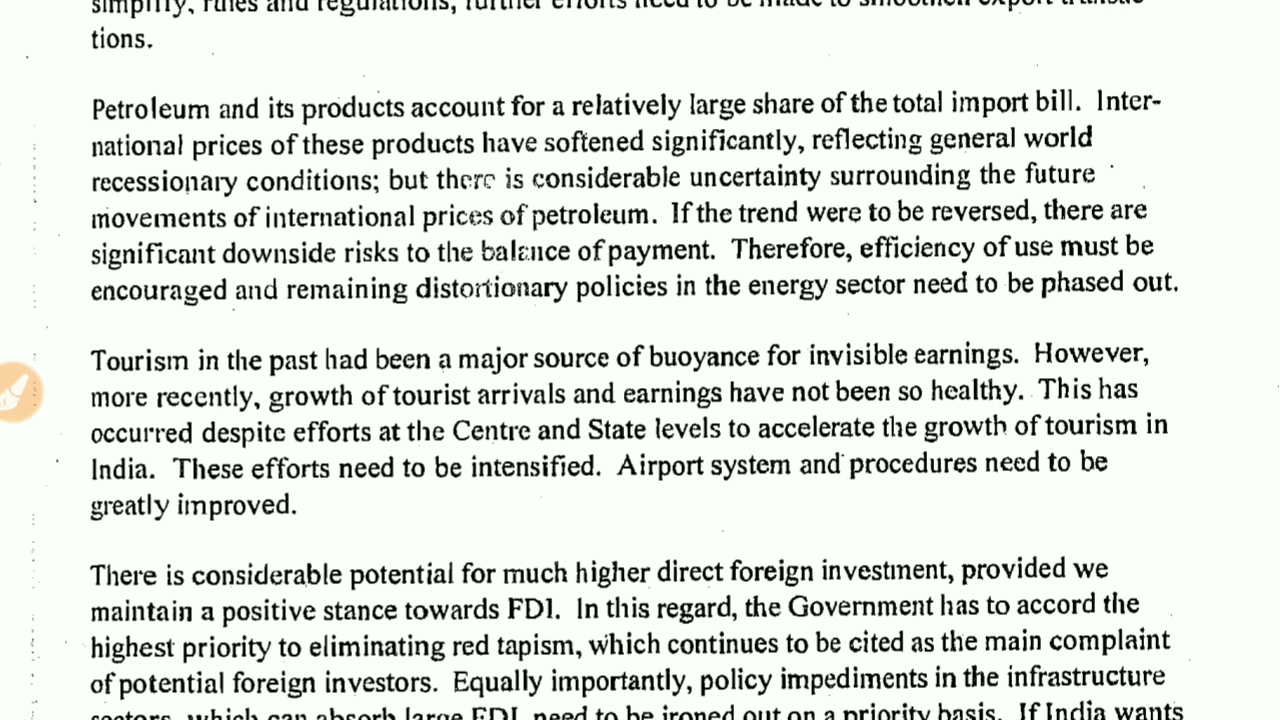 simplify, rules and regulations, further efforts need to be made to smoothen export transac-
tions.
Petroleum and its products account for a relatively large share of the total import bill. Inter-
national prices of these products have softened significantly, reflecting general world
recessionary conditions; but there is considerable uncertainty surrounding the future
movements of international prices of petroleum. If the trend were to be reversed, there are
significant downside risks to the balance of payment. Therefore, efficiency of use must be
encouraged and remaining distortionary policies in the energy sector need to be phased out.
Tourism in the past had been a major source of buoyance for invisible earnings. However,
more recently, growth of tourist arrivals and earnings have not been so healthy. This has
occurred despite efforts at the Centre and State levels to accelerate the growth of tourism in
India. These efforts need to be intensified. Airport system and procedures need to be
greatly improved.
There is considerable potential for much higher direct foreign investment, provided we
maintain a positive stance towards FDI. In this regard, the Government has to accord the
highest priority to eliminating red tapism, which continues to be cited as the main complaint
of potential foreign investors. Equally importantly, policy impediments in the infrastructure
sectors, which can absorb large FDI, need to be ironed out on a priority basis. If India wants